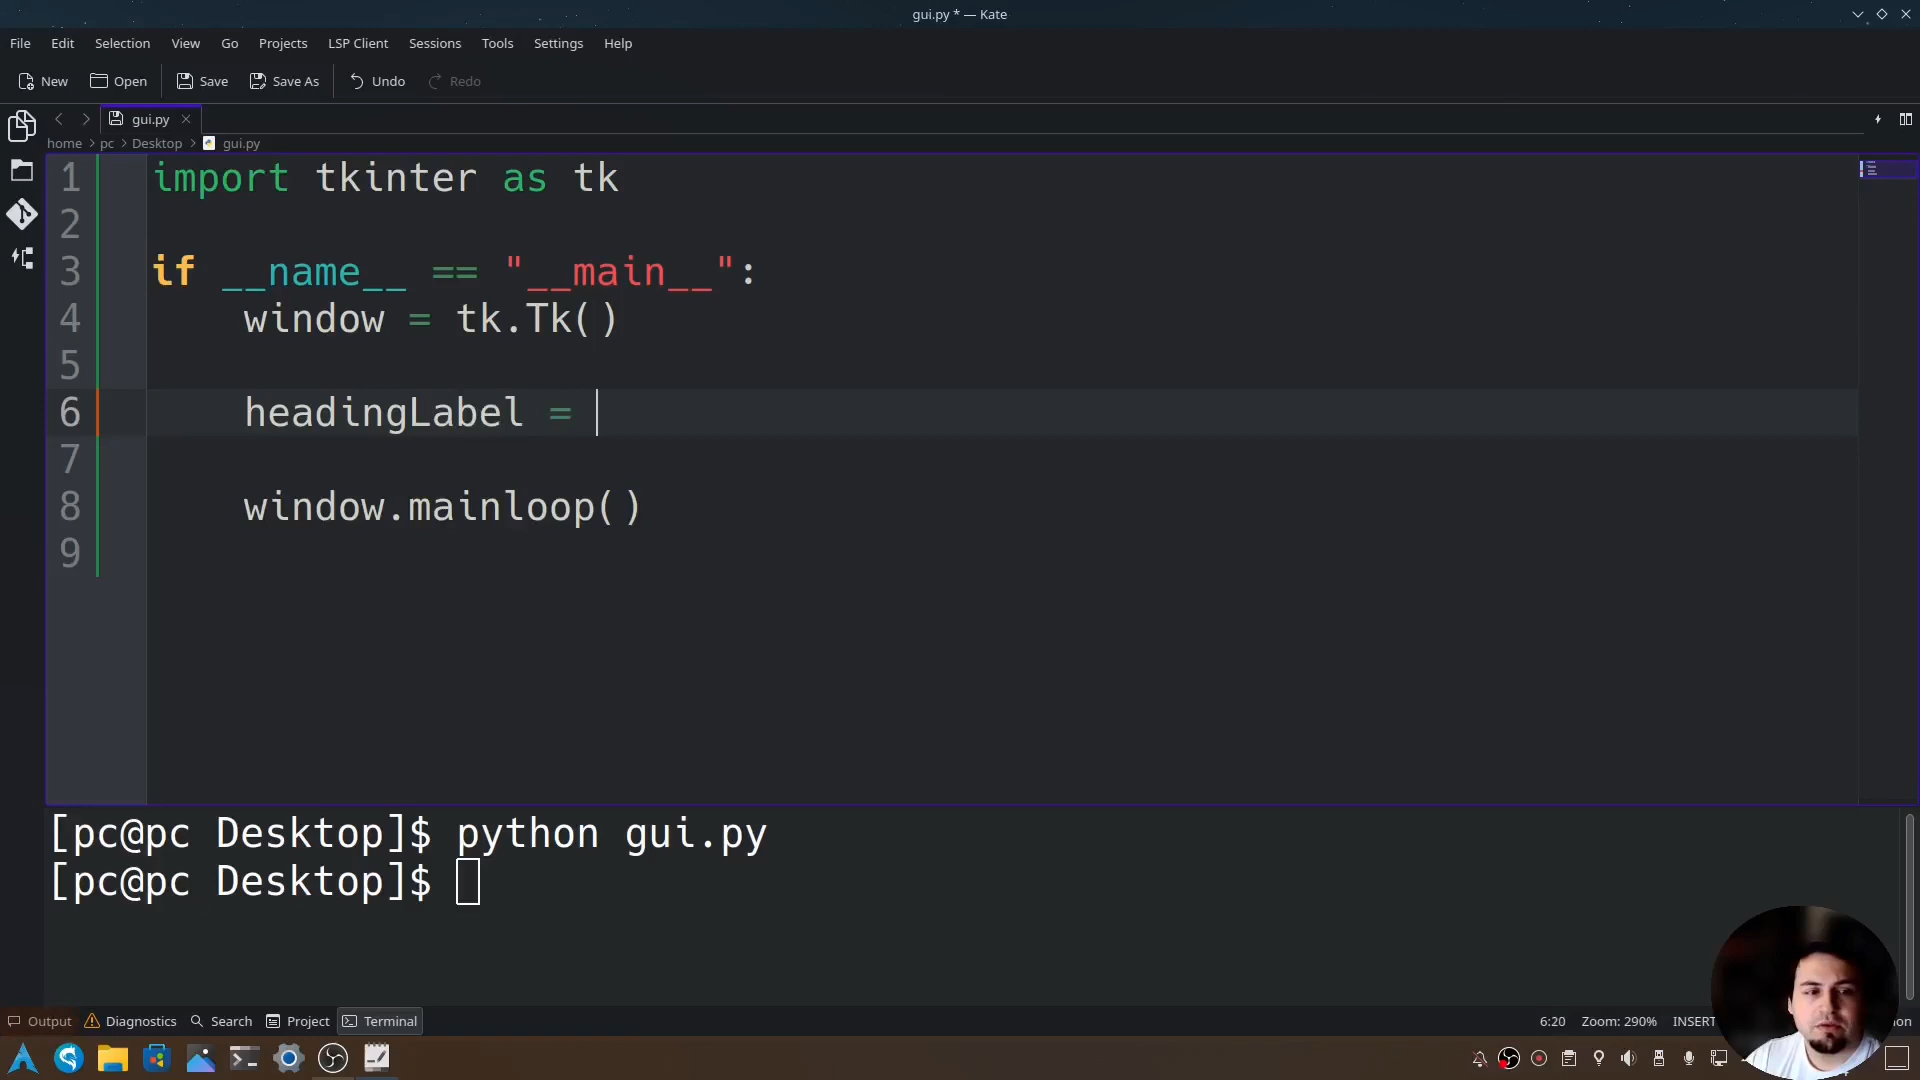 gui.py * — Kate
File Edit Selection View Go Projects LSP Client Sessions Tools Settings Help
New Open Save Save As Undo Redo
gui.py
home > pc > Desktop > gui.py
1 import tkinter as tk
2
3 if __name__ == "__main__":
4 window = tk.Tk()
5
6 headingLabel =
7
8 window.mainloop()
9
[pc@pc Desktop]$ python gui.py
[pc@pc Desktop]$
Output Diagnostics Search Project Terminal 6:20 Zoom: 290% INSERT on